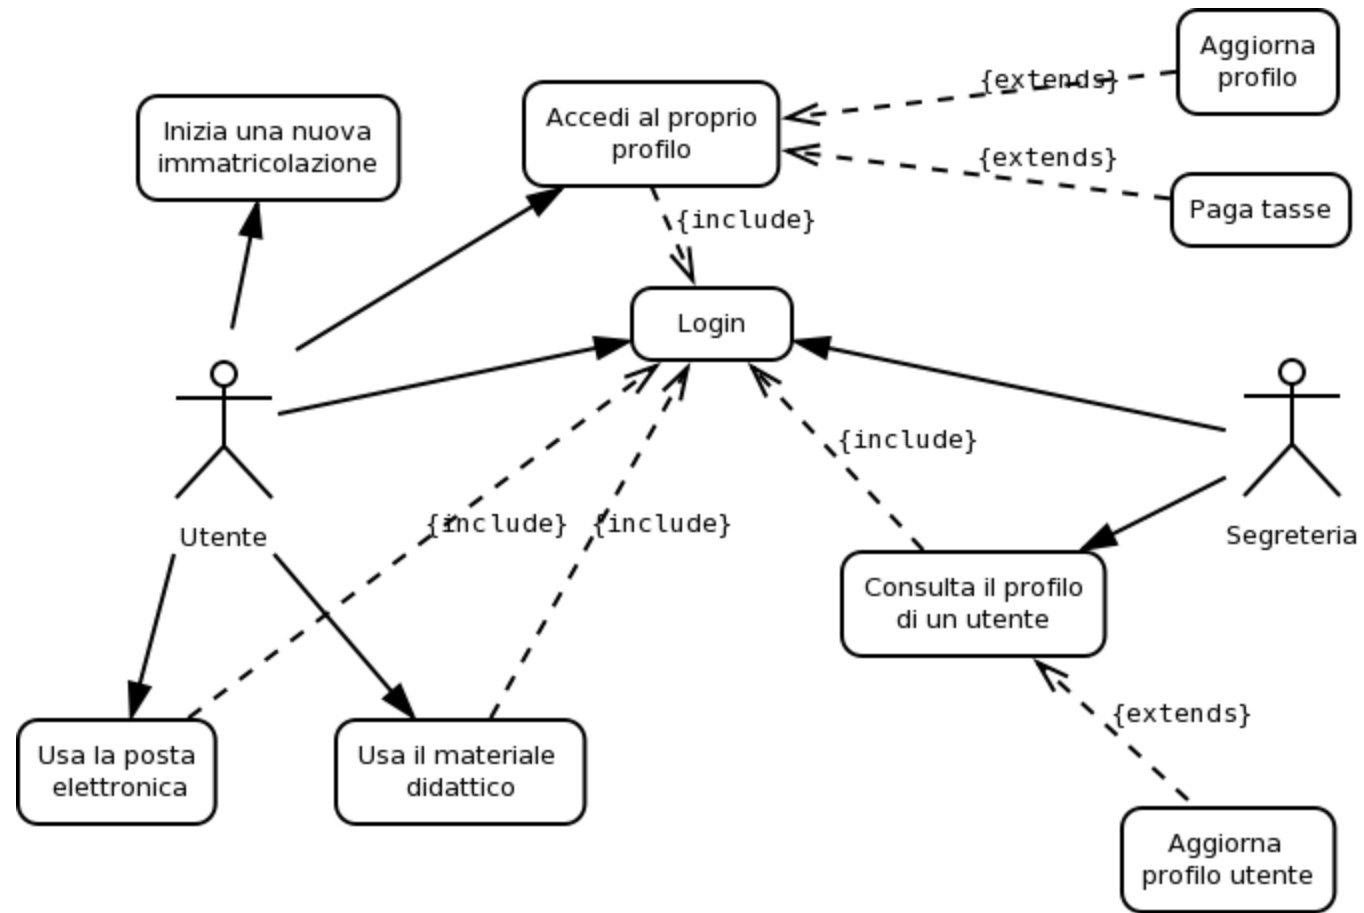 Aggiorna
profilo
{extends}
Accedi al proprio
profilo
Inizia una nuova
immatricolazione
{extends}
Paga tasse
{include}
Login
{include}
{include}
{include}
Utente
Segreteria
Consulta il profilo
di un utente
{extends}
Usa la posta
elettronica
Usa il materiale
didattico
Aggiorna
profilo utente